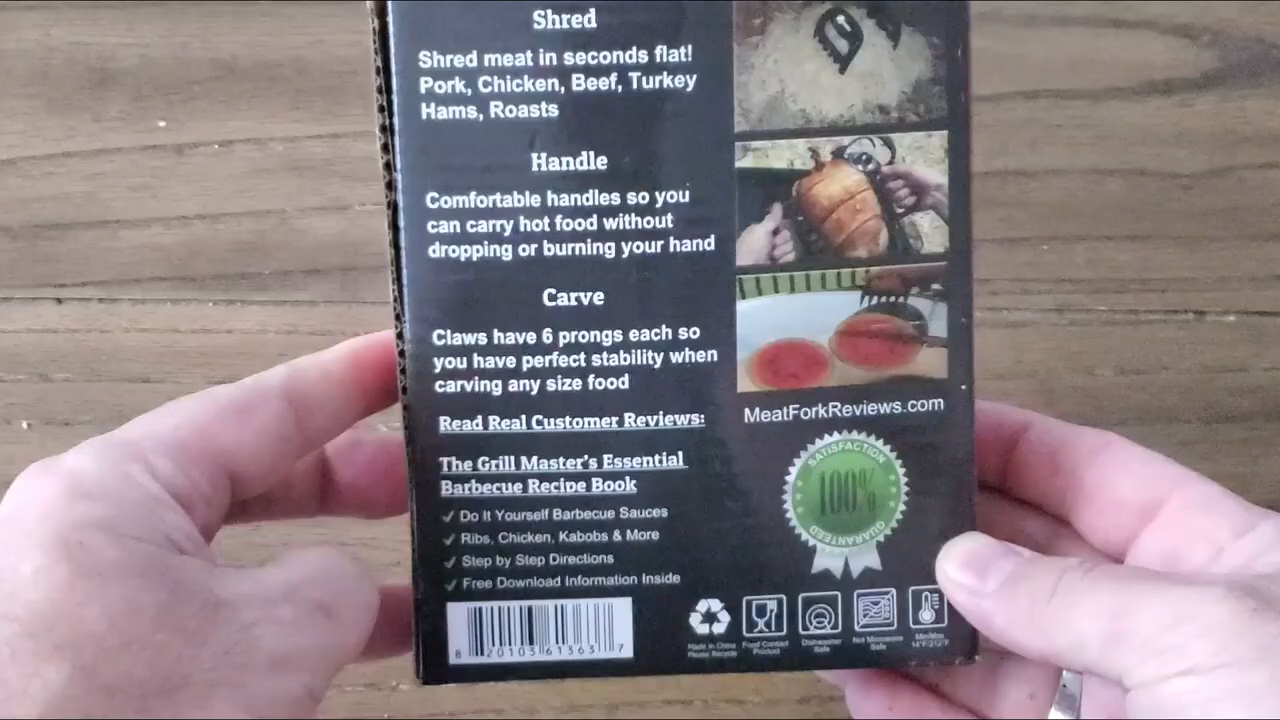 Shred
Shred meat in seconds flat!
Pork, Chicken, Beef, Turkey
Hams, Roasts
Handle
Comfortable handles so you
can carry hot food without
dropping or burning your hand
Carve
Claws have 6 prongs each so
you have perfect stability when
carving any size food
Read Real Customer Reviews:
MeatForkReviews.com
The Grill Master's Essential
Barbecue Recipe Book
✓ Do It Yourself Barbecue Sauces
✓ Ribs, Chicken, Kabobs & More
✓ Step by Step Directions
✓ Free Download Information Inside
SATISFACTION
100%
GUARANTEED
8 20103 61363 7
Made in China
Please Recycle
Food Contact
Product
Dishwasher
Safe
Not Microwave
Safe
Min/Max
14°F/212°F